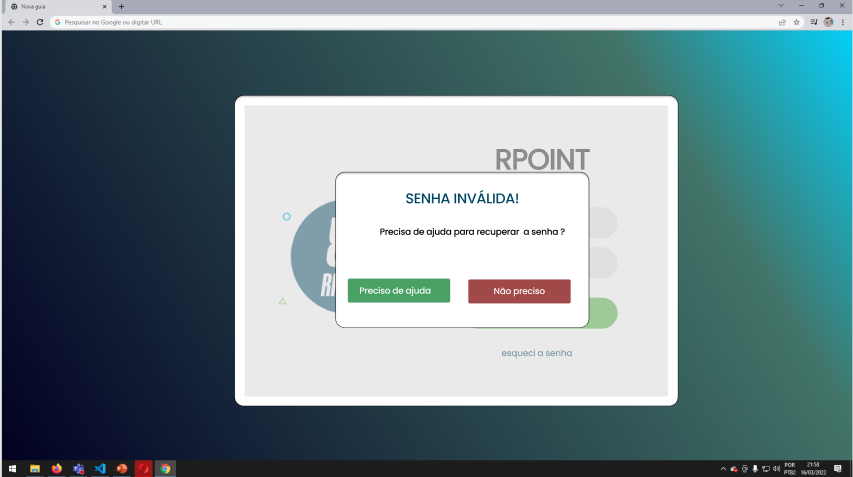 Nova guia
Pesquisar no Google ou digitar URL
RPOINT
SENHA INVÁLIDA!
Precisa de ajuda para recuperar a senha ?
Preciso de ajuda
Não preciso
esqueci a senha
POR
PTB2
21:58
16/03/2022